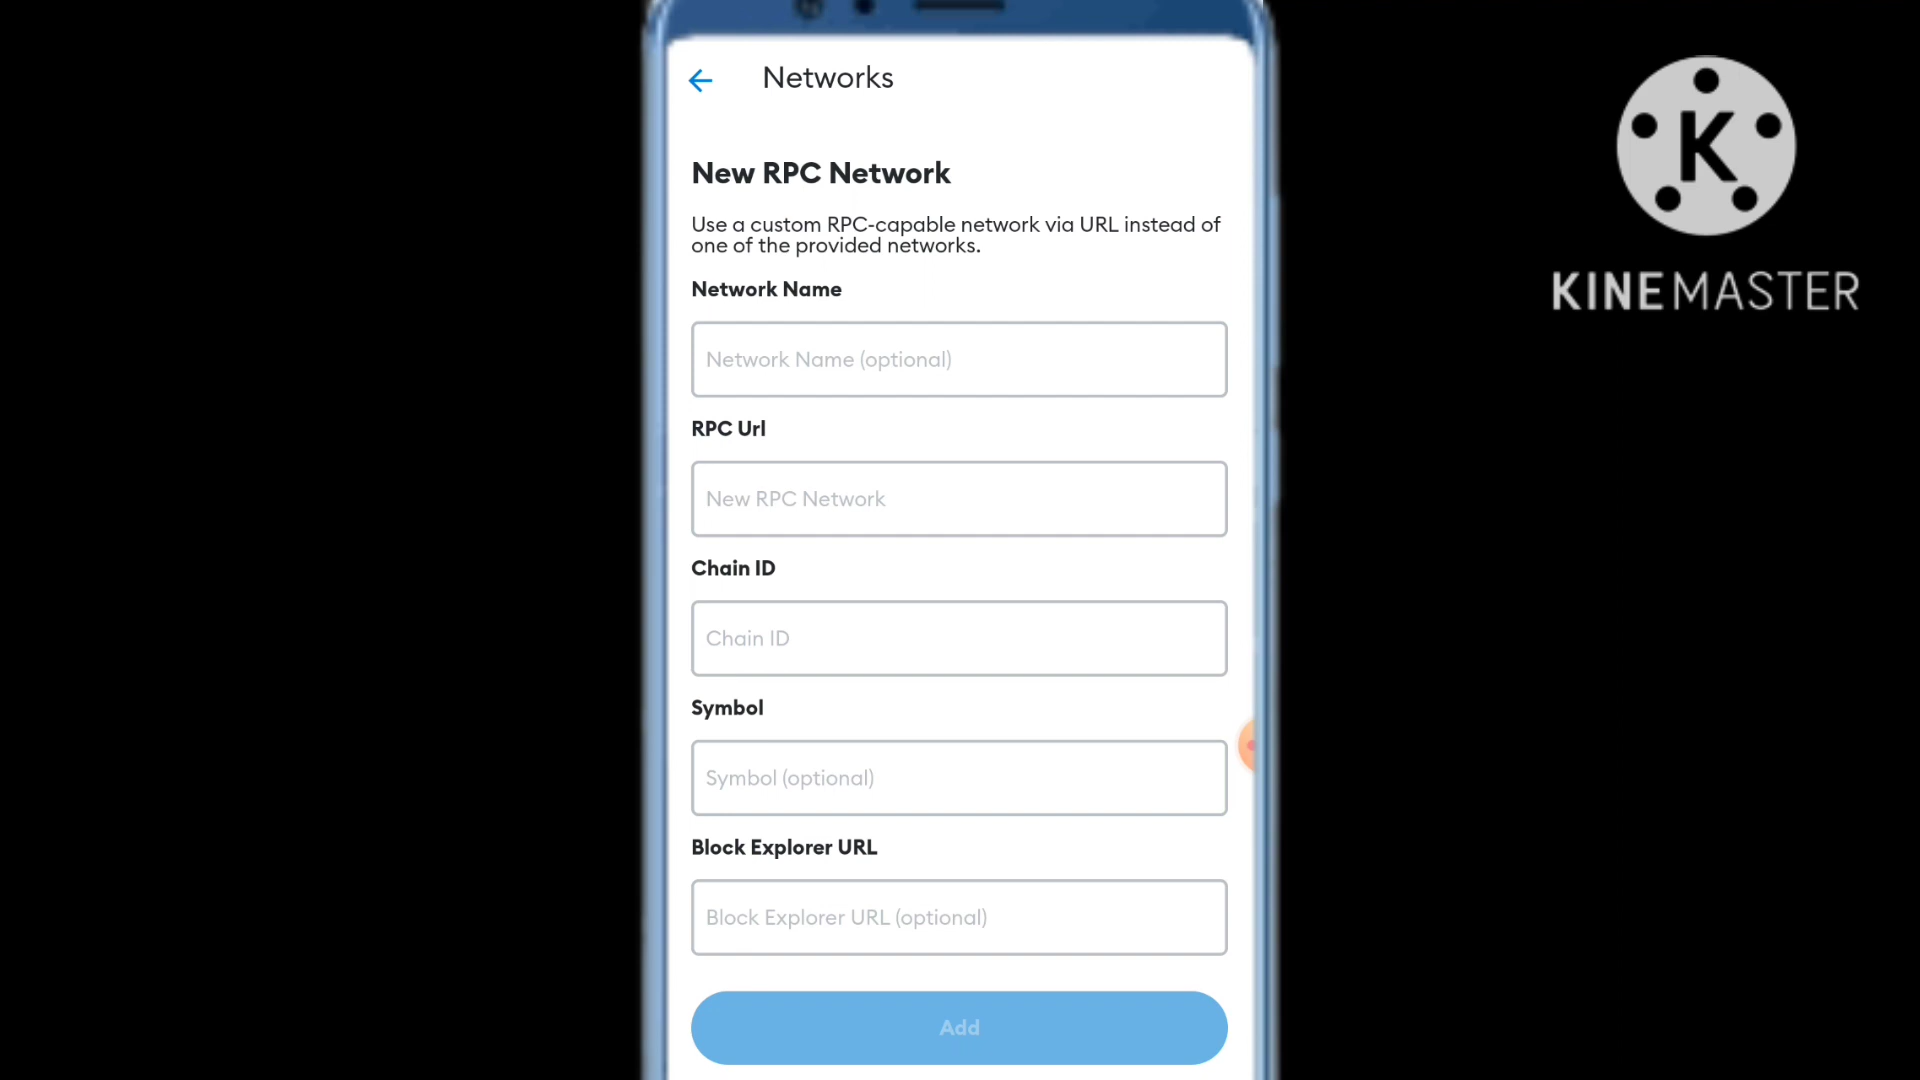 Networks
K
KINEMASTER
New RPC Network
Use a custom RPC-capable network via URL instead of
one of the provided networks.
Network Name
Network Name (optional)
RPC Url
New RPC Network
Chain ID
Chain ID
Symbol
Symbol (optional)
Block Explorer URL
Block Explorer URL (optional)
Add